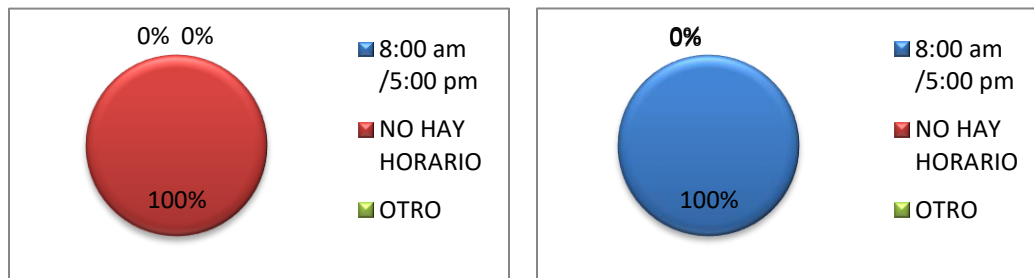 0% 0%
100%
8:00 am
/5:00 pm
NO HAY
HORARIO
OTRO
0%
0%
100%
8:00 am
/5:00 pm
NO HAY
HORARIO
OTRO